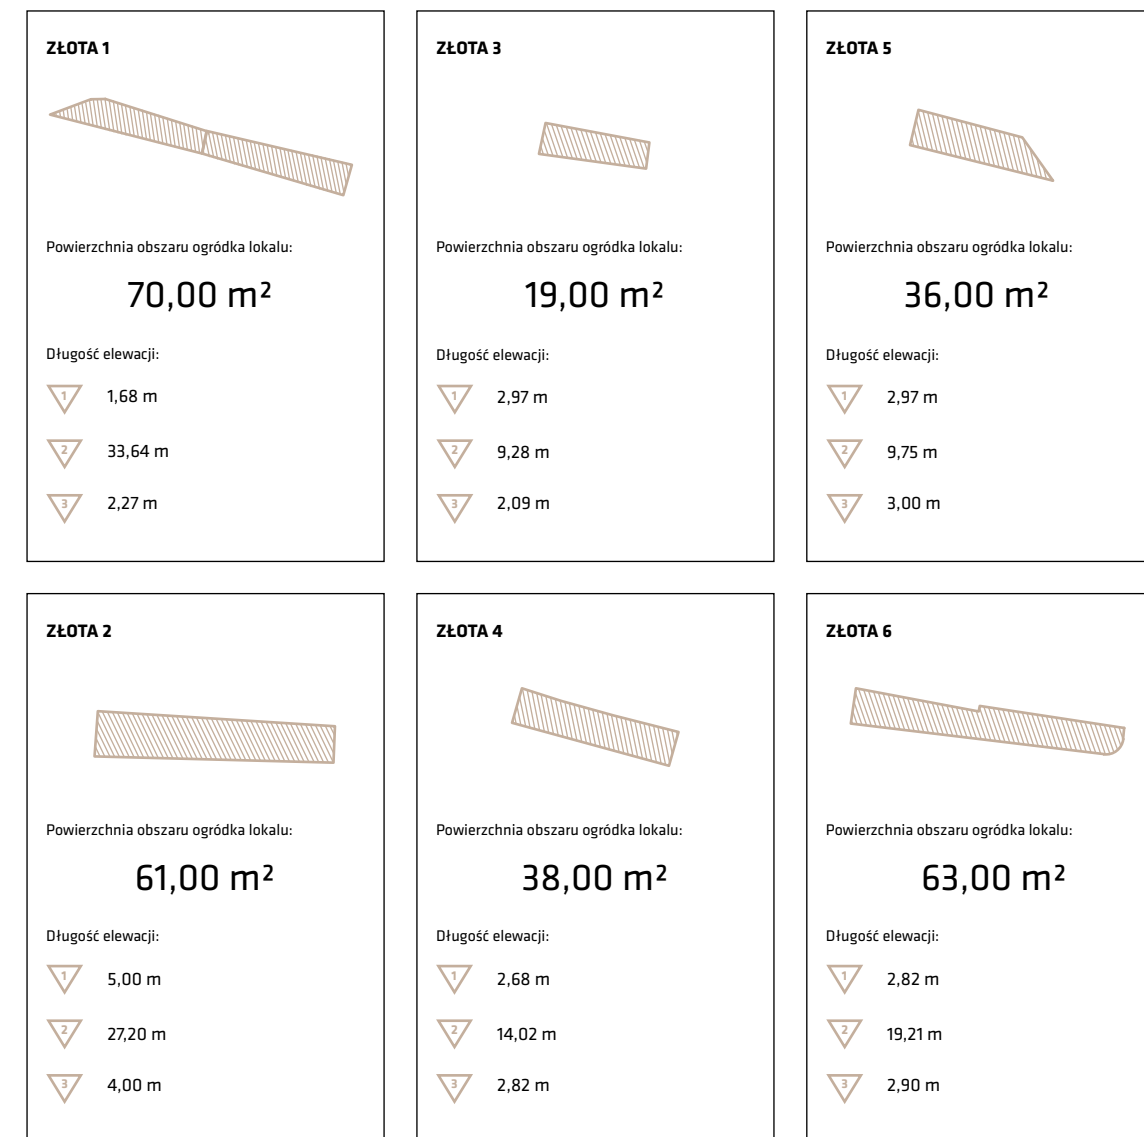 ZŁOTA 1
Powierzchnia obszaru ogródka lokalu:
70,00 m²
Długość elewacji:
1 1,68 m
2 33,64 m
3 2,27 m
ZŁOTA 3
Powierzchnia obszaru ogródka lokalu:
19,00 m²
Długość elewacji:
1 2,97 m
2 9,28 m
3 2,09 m
ZŁOTA 5
Powierzchnia obszaru ogródka lokalu:
36,00 m²
Długość elewacji:
1 2,97 m
2 9,75 m
3 3,00 m
ZŁOTA 2
Powierzchnia obszaru ogródka lokalu:
61,00 m²
Długość elewacji:
1 5,00 m
2 27,20 m
3 4,00 m
ZŁOTA 4
Powierzchnia obszaru ogródka lokalu:
38,00 m²
Długość elewacji:
1 2,68 m
2 14,02 m
3 2,82 m
ZŁOTA 6
Powierzchnia obszaru ogródka lokalu:
63,00 m²
Długość elewacji:
1 2,82 m
2 19,21 m
3 2,90 m